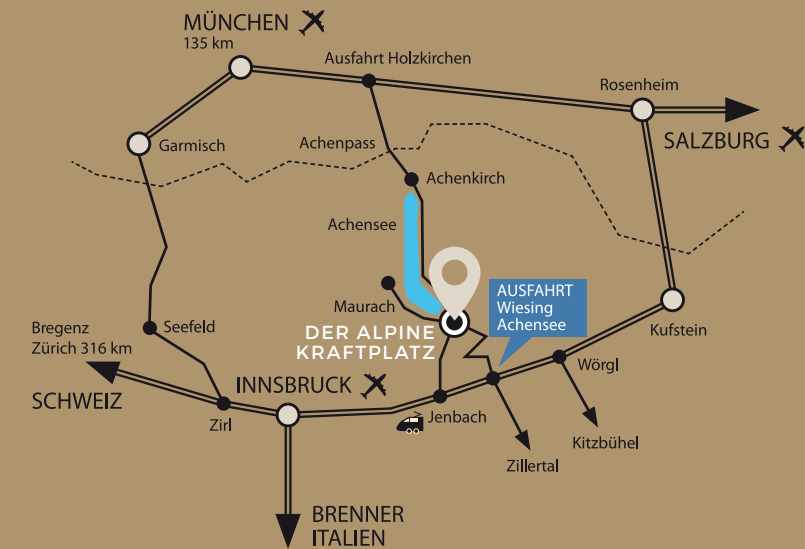 MÜNCHEN
135 km
Ausfahrt Holzkirchen
Rosenheim
SALZBURG
Garmisch
Achenpass
Achenkirch
Achensee
Maurach
AUSFAHRT
Wiesing
Achensee
DER ALPINE
KRAFTPLATZ
Kufstein
Bregenz
Zürich 316 km
Seefeld
Wörgl
SCHWEIZ
INNSBRUCK
Zirl
Jenbach
Kitzbühel
Zillertal
BRENNER
ITALIEN